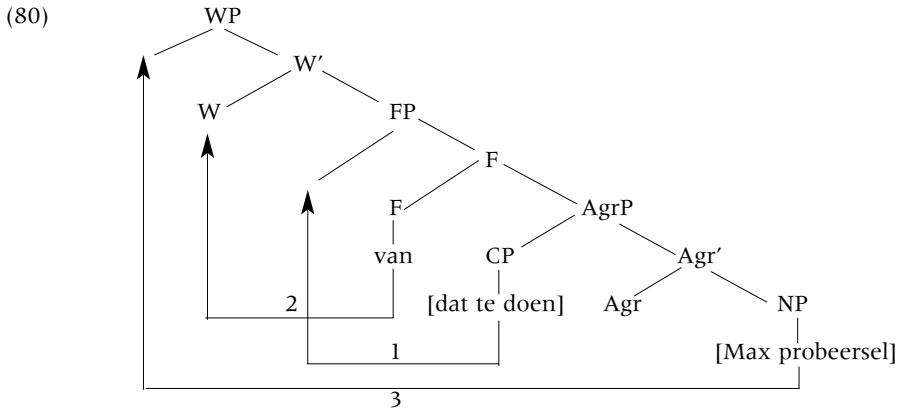 (80) WP
W′
W FP
F
F AgrP
van CP Agr′
2 [dat te doen] Agr NP
1 [Max probeersel]
3